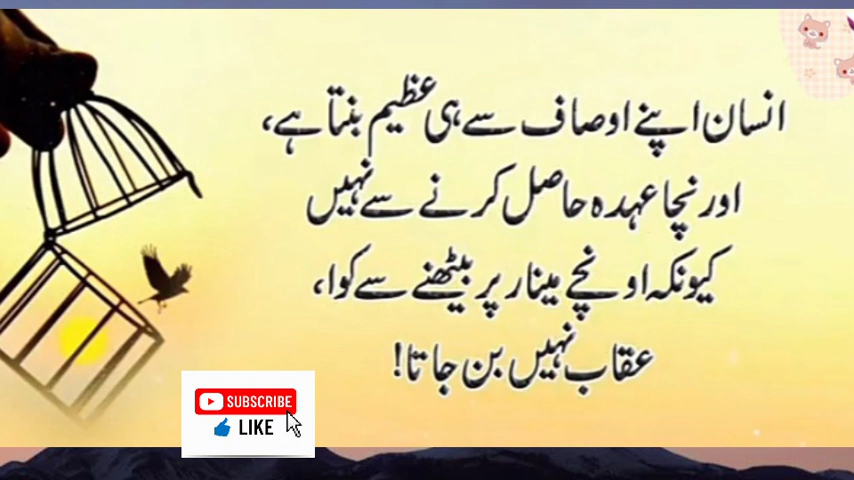 انسان اپنے اوصاف سے ہی عظیم بنتا ہے،
اور نچا عہدہ حاصل کرنے سے نہیں
کیونکہ اونچے مینار پر بیٹھنے سے کوا،
عقاب نہیں بن جاتا!
SUBSCRIBE
LIKE